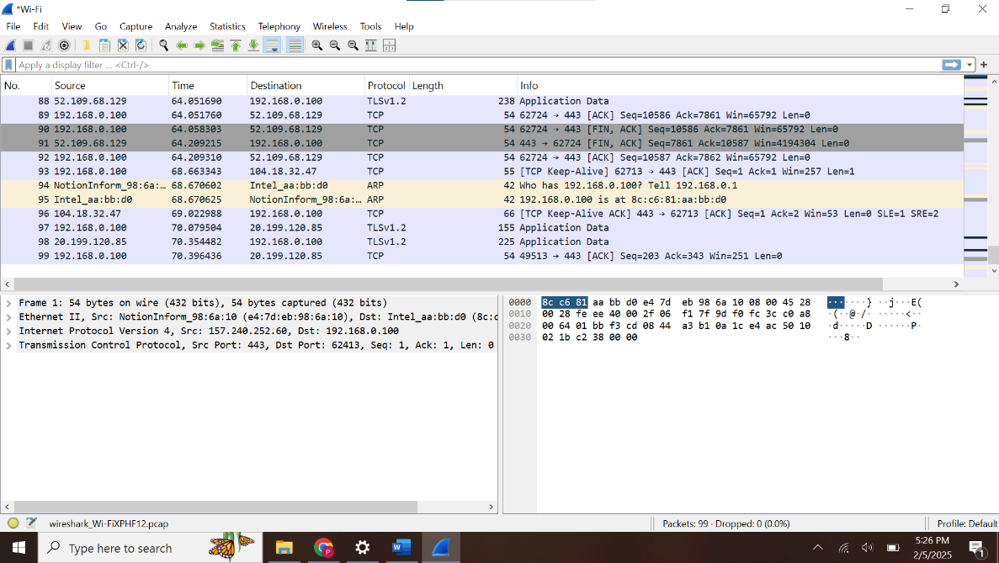 *Wi-Fi
File Edit View Go Capture Analyze Statistics Telephony Wireless Tools Help
Apply a display filter ... <Ctrl-/>
No. Source Time Destination Protocol Length Info
88 52.109.68.129 64.051690 192.168.0.100 TLSv1.2 238 Application Data
89 192.168.0.100 64.051760 52.109.68.129 TCP 54 62724 → 443 [ACK] Seq=10586 Ack=7861 Win=65792 Len=0
90 192.168.0.100 64.058303 52.109.68.129 TCP 54 62724 → 443 [FIN, ACK] Seq=10586 Ack=7861 Win=65792 Len=0
91 52.109.68.129 64.209215 192.168.0.100 TCP 54 443 → 62724 [FIN, ACK] Seq=7861 Ack=10587 Win=4194304 Len=0
92 192.168.0.100 64.209310 52.109.68.129 TCP 54 62724 → 443 [ACK] Seq=10587 Ack=7862 Win=65792 Len=0
93 192.168.0.100 68.663343 104.18.32.47 TCP 55 [TCP Keep-Alive] 62713 → 443 [ACK] Seq=1 Ack=1 Win=257 Len=1
94 NotionInform_98:6a:… 68.670602 Intel_aa:bb:d0 ARP 42 Who has 192.168.0.100? Tell 192.168.0.1
95 Intel_aa:bb:d0 68.670625 NotionInform_98:6a:… ARP 42 192.168.0.100 is at 8c:c6:81:aa:bb:d0
96 104.18.32.47 69.022988 192.168.0.100 TCP 66 [TCP Keep-Alive ACK] 443 → 62713 [ACK] Seq=1 Ack=2 Win=53 Len=0 SLE=1 SRE=2
97 192.168.0.100 70.079504 20.199.120.85 TLSv1.2 155 Application Data
98 20.199.120.85 70.354482 192.168.0.100 TLSv1.2 225 Application Data
99 192.168.0.100 70.396436 20.199.120.85 TCP 54 49513 → 443 [ACK] Seq=203 Ack=343 Win=251 Len=0
Frame 1: 54 bytes on wire (432 bits), 54 bytes captured (432 bits)
Ethernet II, Src: NotionInform_98:6a:10 (e4:7d:eb:98:6a:10), Dst: Intel_aa:bb:d0 (8c:c
Internet Protocol Version 4, Src: 157.240.252.60, Dst: 192.168.0.100
Transmission Control Protocol, Src Port: 443, Dst Port: 62413, Seq: 1, Ack: 1, Len: 0
0000 8c c6 81 aa bb d0 e4 7d eb 98 6a 10 08 00 45 28 ·······} ··j···E(
0010 00 28 fe ee 40 00 2f 06 f1 7f 9d f0 fc 3c c0 a8 ·(··@·/· ·····<··
0020 00 64 01 bb f3 cd 08 44 a3 b1 0a 1c e4 ac 50 10 ·d·····D ······P·
0030 02 1b c2 38 00 00 ···8··
wireshark_Wi-FiXPHF12.pcap Packets: 99 · Dropped: 0 (0.0%) Profile: Default
Type here to search
P
W
5:26 PM
2/5/2025
1